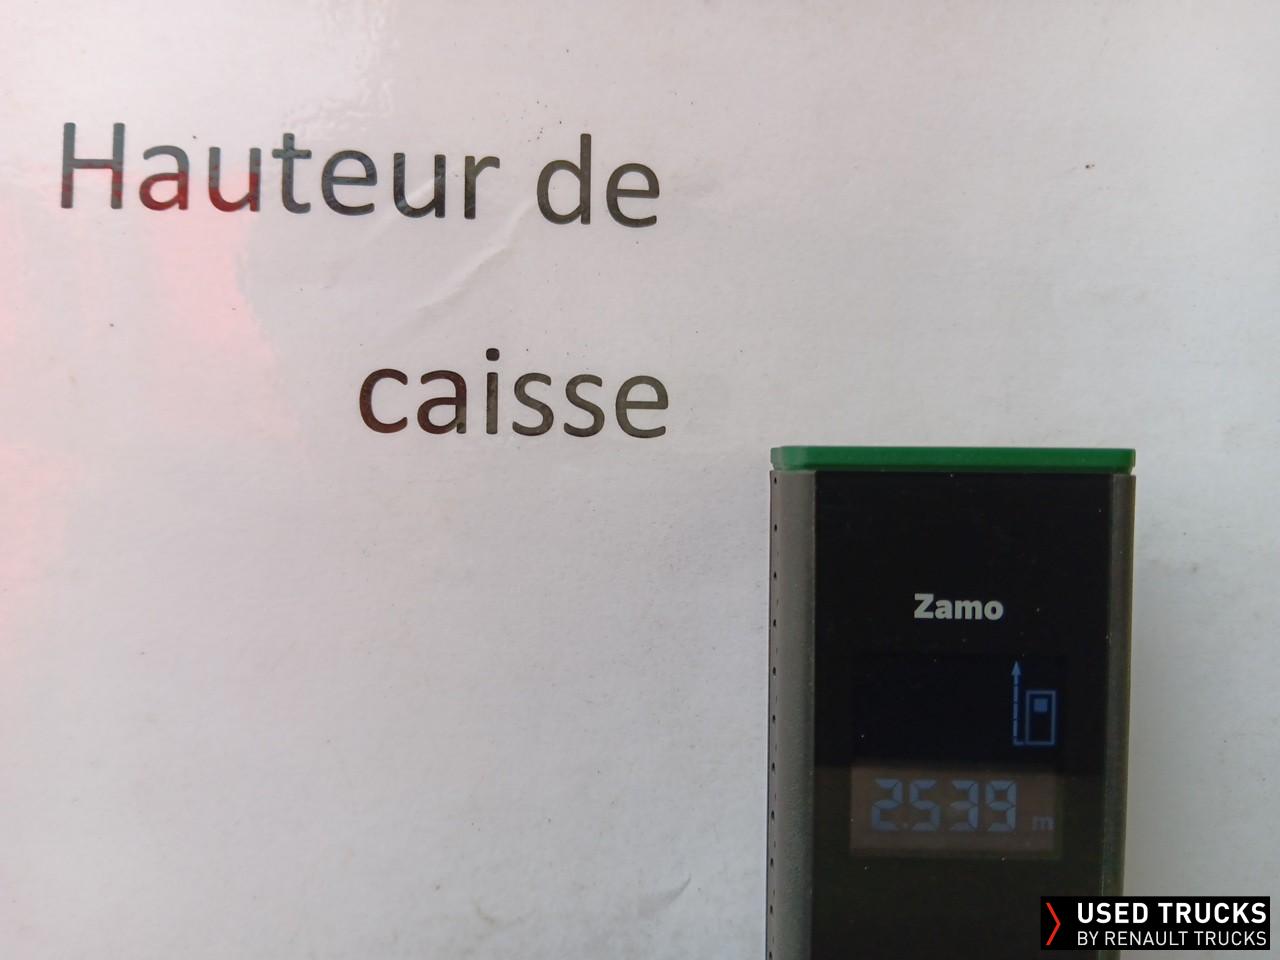 Hauteur de
caisse
Zamo
2.539 m
USED TRUCKS
BY RENAULT TRUCKS